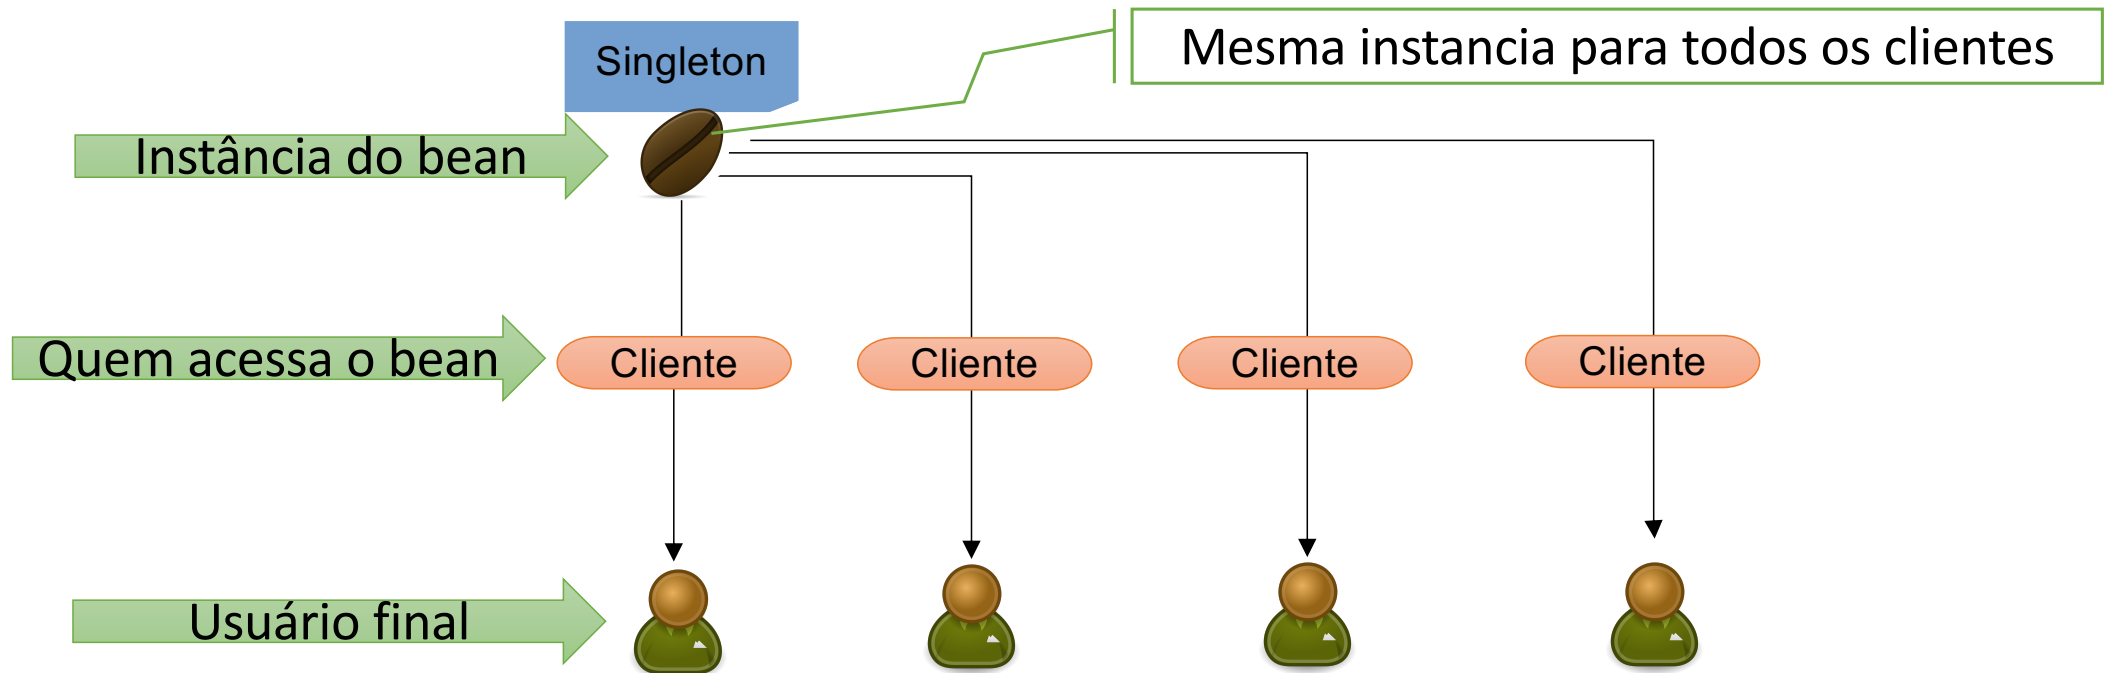 Singleton
Mesma instancia para todos os clientes
Instância do bean
Quem acessa o bean
Cliente
Cliente
Cliente
Cliente
Usuário final